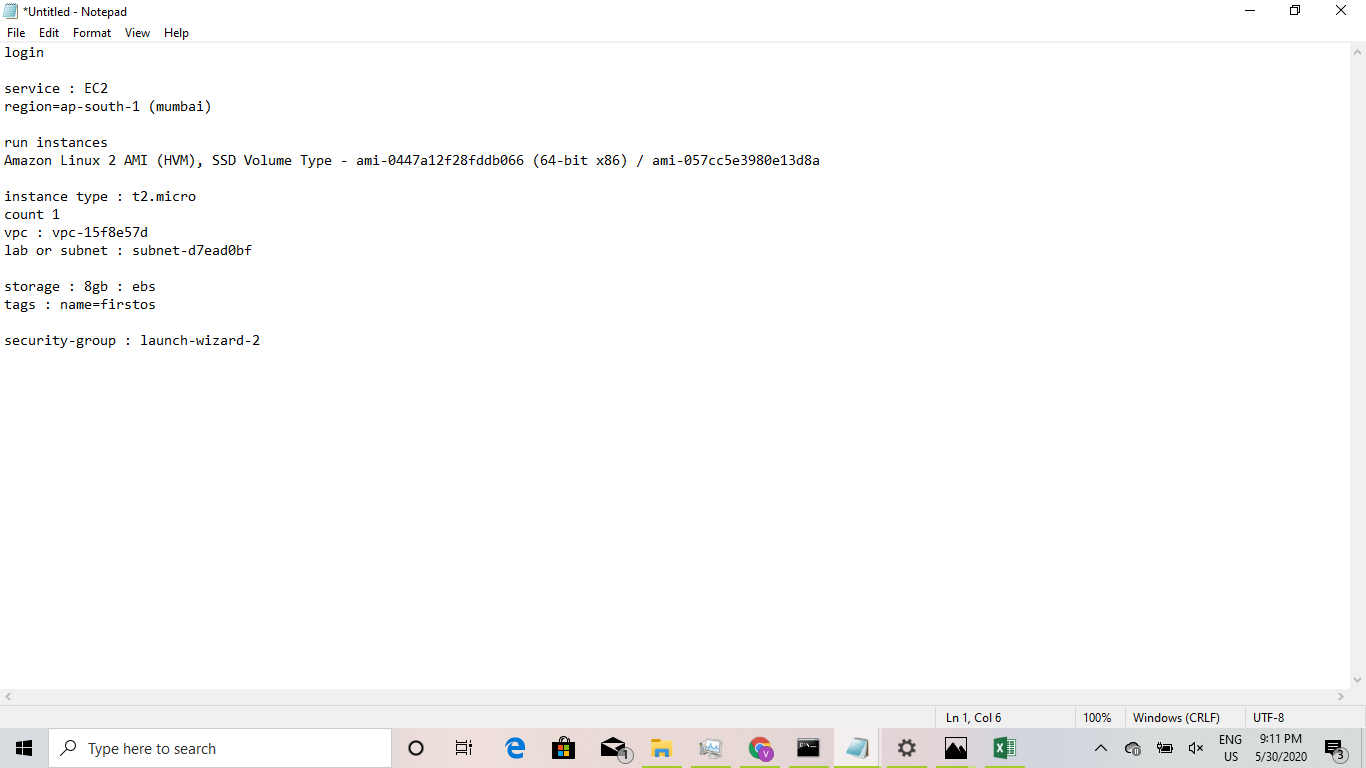 *Untitled - Notepad
File Edit Format View Help
login
service : EC2
region=ap-south-1 (mumbai)
run instances
Amazon Linux 2 AMI (HVM), SSD Volume Type - ami-0447a12f28fddb066 (64-bit x86) / ami-057cc5e3980e13d8a
instance type : t2.micro
count 1
vpc : vpc-15f8e57d
lab or subnet : subnet-d7ead0bf
storage : 8gb : ebs
tags : name=firstos
security-group : launch-wizard-2
Ln 1, Col 6 100% Windows (CRLF) UTF-8
Type here to search
1
V
ENG
US
9:11 PM
5/30/2020
3